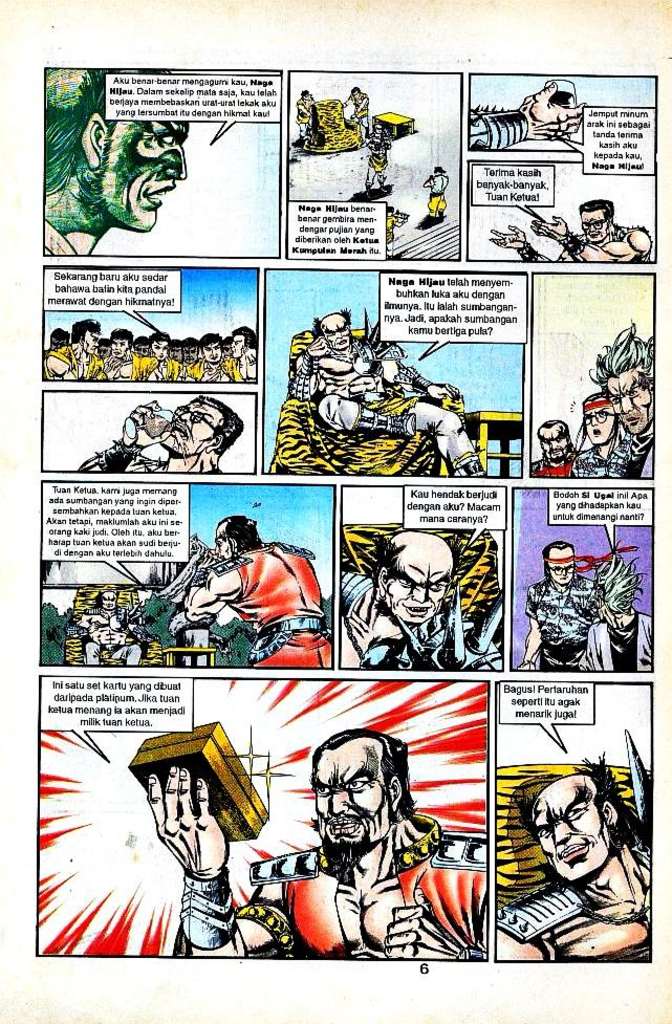 Aku benar-benar mengagumi kau, Naga
Hijau. Dalam sekelip mata saja, kau telah
berjaya membebaskan urat-urat lekak aku
yang tersumbat itu dengan hikmat kau!
Naga Hijau benar-
benar gembira men-
dengar pujian yang
diberikan oleh Ketua
Kumpulan Merah itu.
Jemput minum
arak ini sebagai
tanda terima
kasih aku
kepada kau,
Naga Hijau!
Terima kasih
banyak-banyak,
Tuan Ketua!
Sekarang baru aku sedar
bahawa batin kita pandai
merawat dengan hikmatnya!
Naga Hijau telah menyem-
buhkan luka aku dengan
ilmunya. Itu ialah sumbangan-
nya. Jadi, apakah sumbangan
kamu bertiga pula?
Tuan Ketua, kami juga memang
ada sumbangan yang ingin diper-
sembahkan kepada tuan ketua.
Akan tetapi, maklumlah aku ini se-
orang kaki judi. Oleh itu, aku ber-
harap tuan ketua akan sudi berju-
di dengan aku terlebih dahulu.
Kau hendak berjudi
dengan aku? Macam
mana caranya?
Bodoh Si Ugai ini! Apa
yang dihadapkan kau
untuk dimenangi nanti?
Ini satu set kartu yang dibuat
daripada platipum. Jika tuan
ketua menang ia akan menjadi
milik tuan ketua.
Bagus! Pertaruhan
seperti itu agak
menarik juga!
6